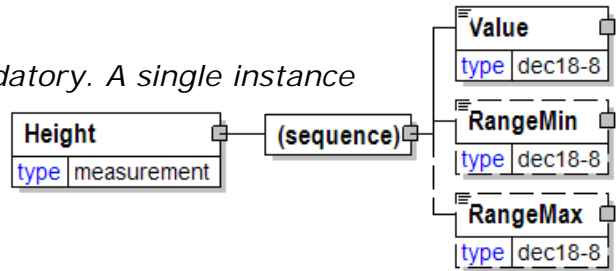 Value
type dec18-8
datory. A single instance
RangeMin
type dec18-8
Height
type measurement
(sequence)
RangeMax
type dec18-8